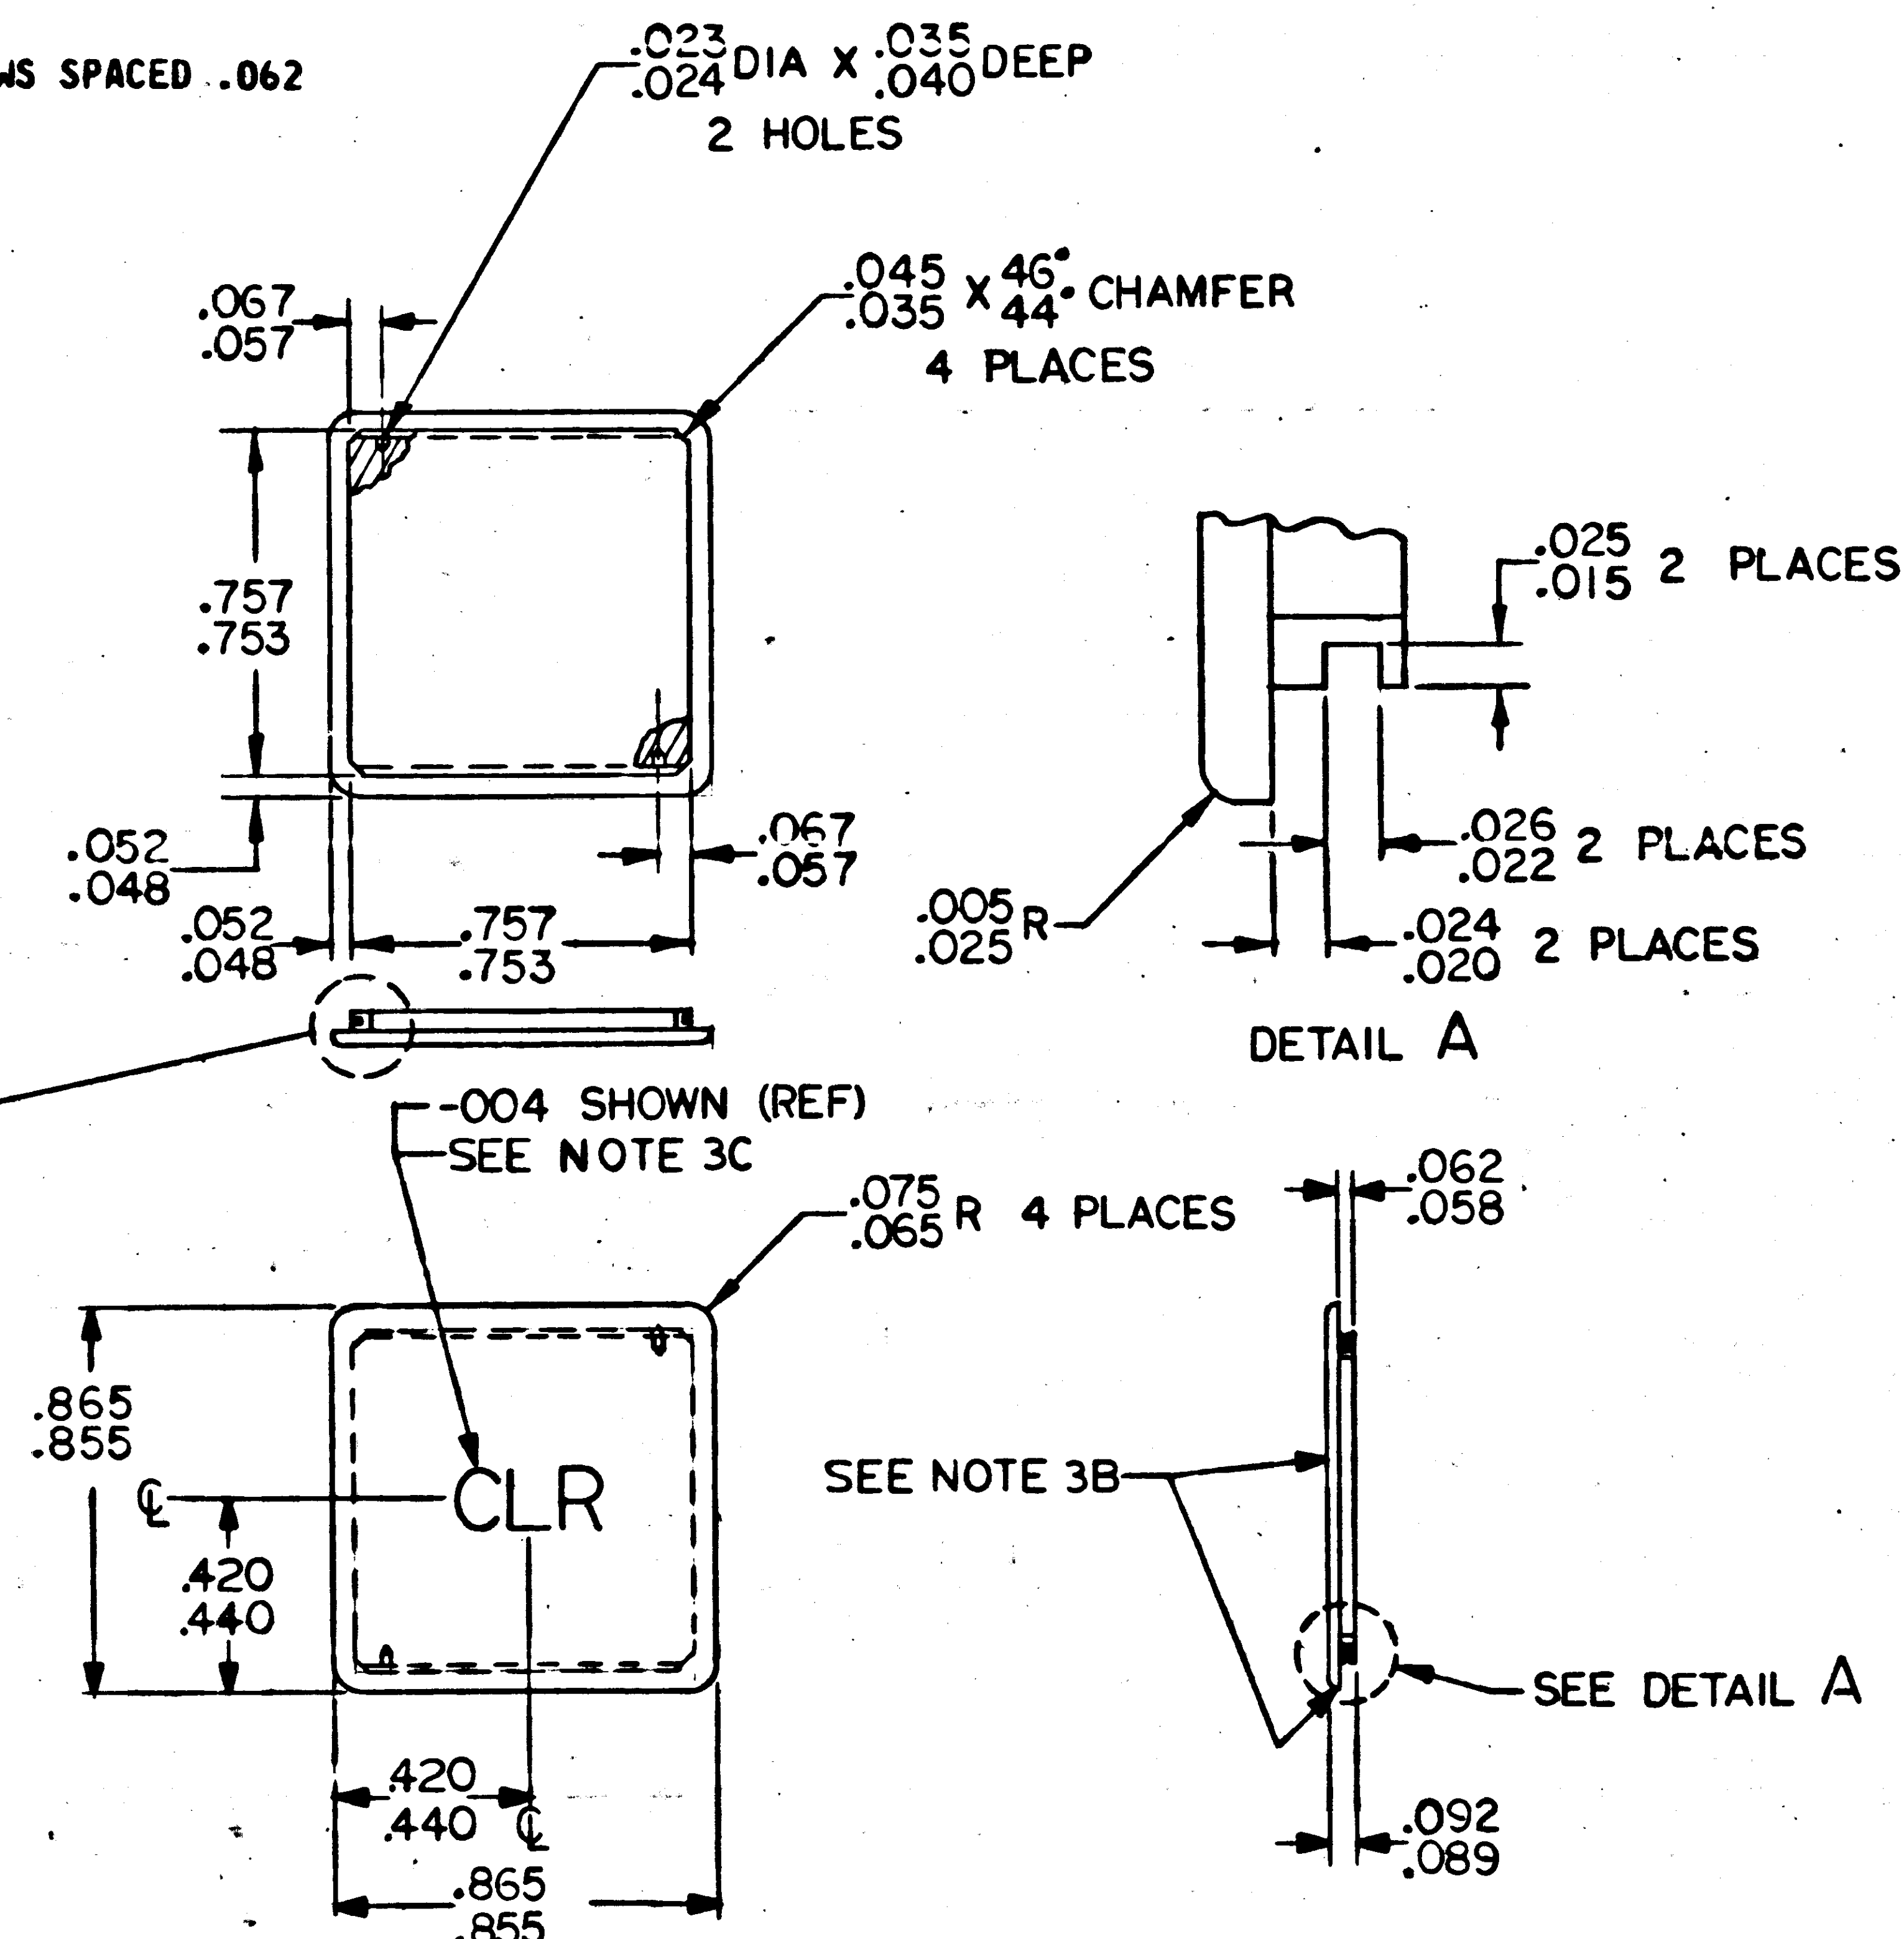 SPACED .062
.023 DIA X .035 DEEP
.024 .040
2 HOLES
.045 X 46° CHAMFER
.035 44°
4 PLACES
.067
.057
.757
.753
.052
.048
.067
.057
.052
.048
.757
.753
.025 2 PLACES
.015
.026 2 PLACES
.022
.005 R
.025
.024 2 PLACES
.020
DETAIL A
-004 SHOWN (REF)
SEE NOTE 3C
.075 R 4 PLACES
.065
.062
.058
.865
.855
CLR
℄
.420
.440
SEE NOTE 3B
SEE DETAIL A
.420
.440 ℄
.865
.855
.092
.089